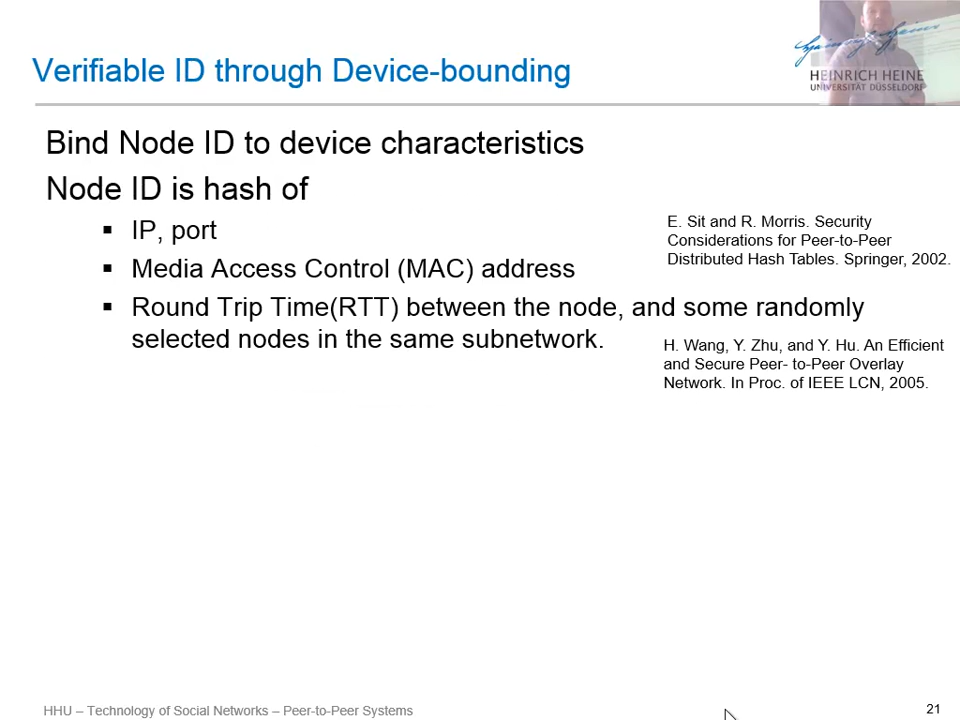 Verifiable ID through Device-bounding
HEINRICH HEINE
UNIVERSITÄT DÜSSELDORF
Bind Node ID to device characteristics
Node ID is hash of
▪ IP, port
▪ Media Access Control (MAC) address
▪ Round Trip Time(RTT) between the node, and some randomly
selected nodes in the same subnetwork.
E. Sit and R. Morris. Security
Considerations for Peer-to-Peer
Distributed Hash Tables. Springer, 2002.
H. Wang, Y. Zhu, and Y. Hu. An Efficient
and Secure Peer- to-Peer Overlay
Network. In Proc. of IEEE LCN, 2005.
HHU – Technology of Social Networks – Peer-to-Peer Systems
21